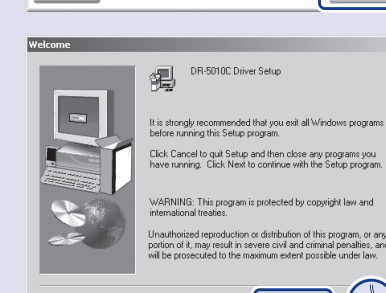 Welcome
DR-5010C Driver Setup
It is strongly recommended that you exit all Windows programs
before running this Setup program.
Click Cancel to quit Setup and then close any programs you
have running. Click Next to continue with the Setup program.
WARNING: This program is protected by copyright law and
international treaties.
Unauthorized reproduction or distribution of this program, or any
portion of it, may result in severe civil and criminal penalties, and
will be prosecuted to the maximum extent possible under law.